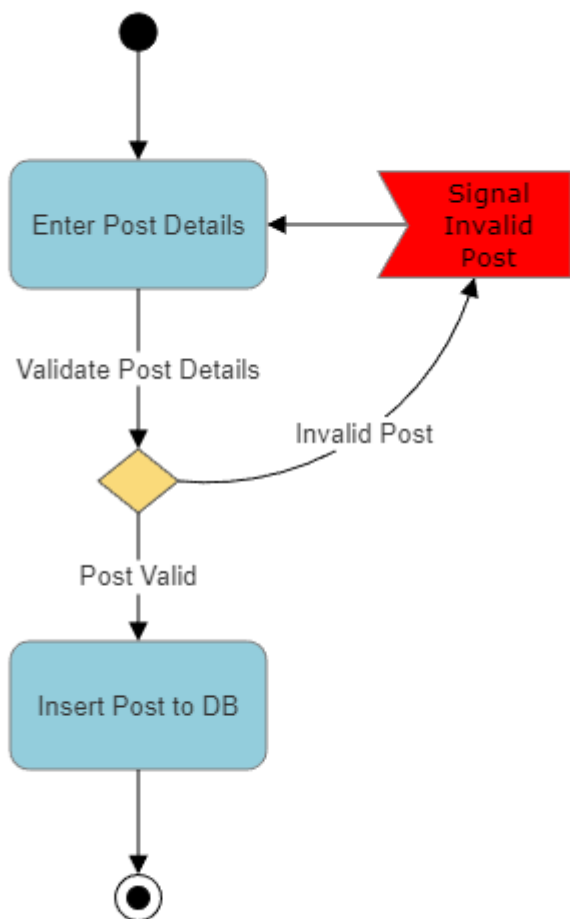 Enter Post Details
Signal
Invalid
Post
Validate Post Details
Invalid Post
Post Valid
Insert Post to DB